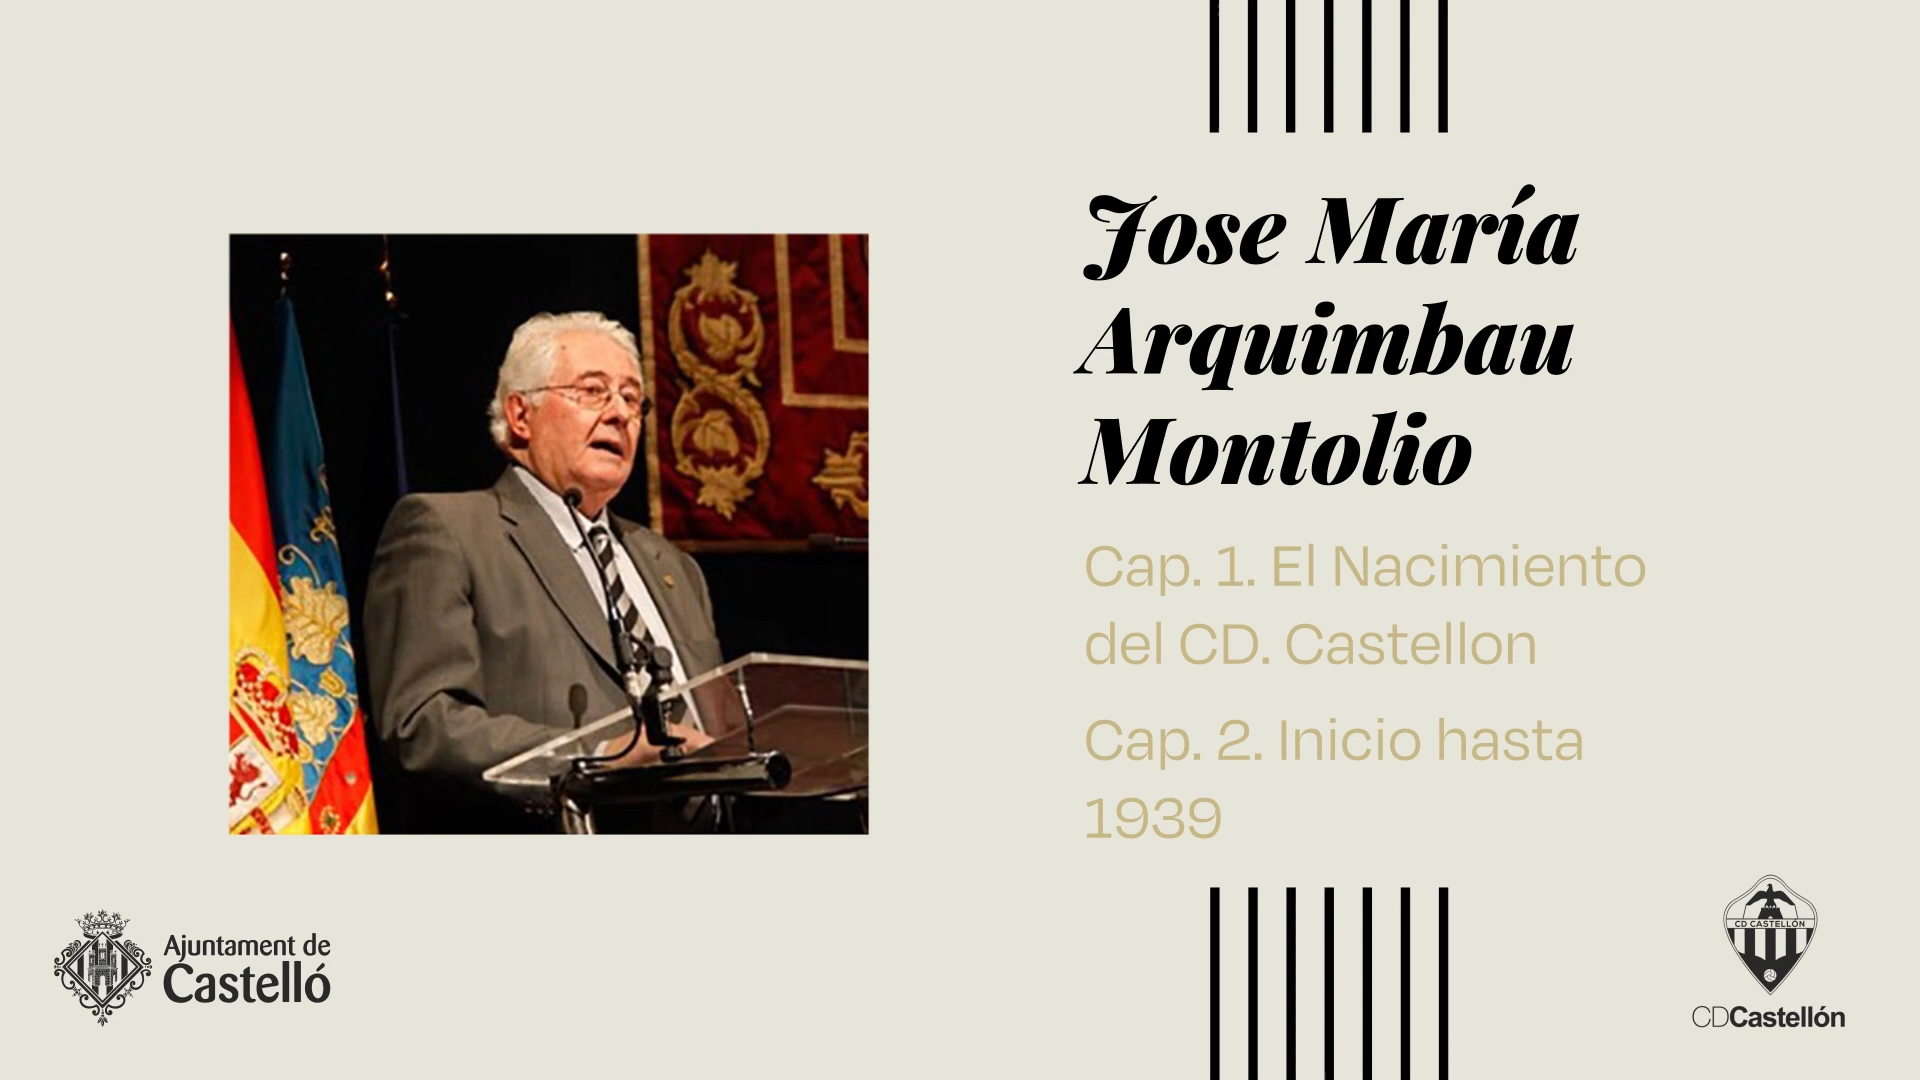 Jose María
Arquimbau
Montolio
Cap. 1. El Nacimiento
del CD. Castellon
Cap. 2. Inicio hasta
1939
Ajuntament de
Castelló
CD CASTELLÓN
CDCastellón